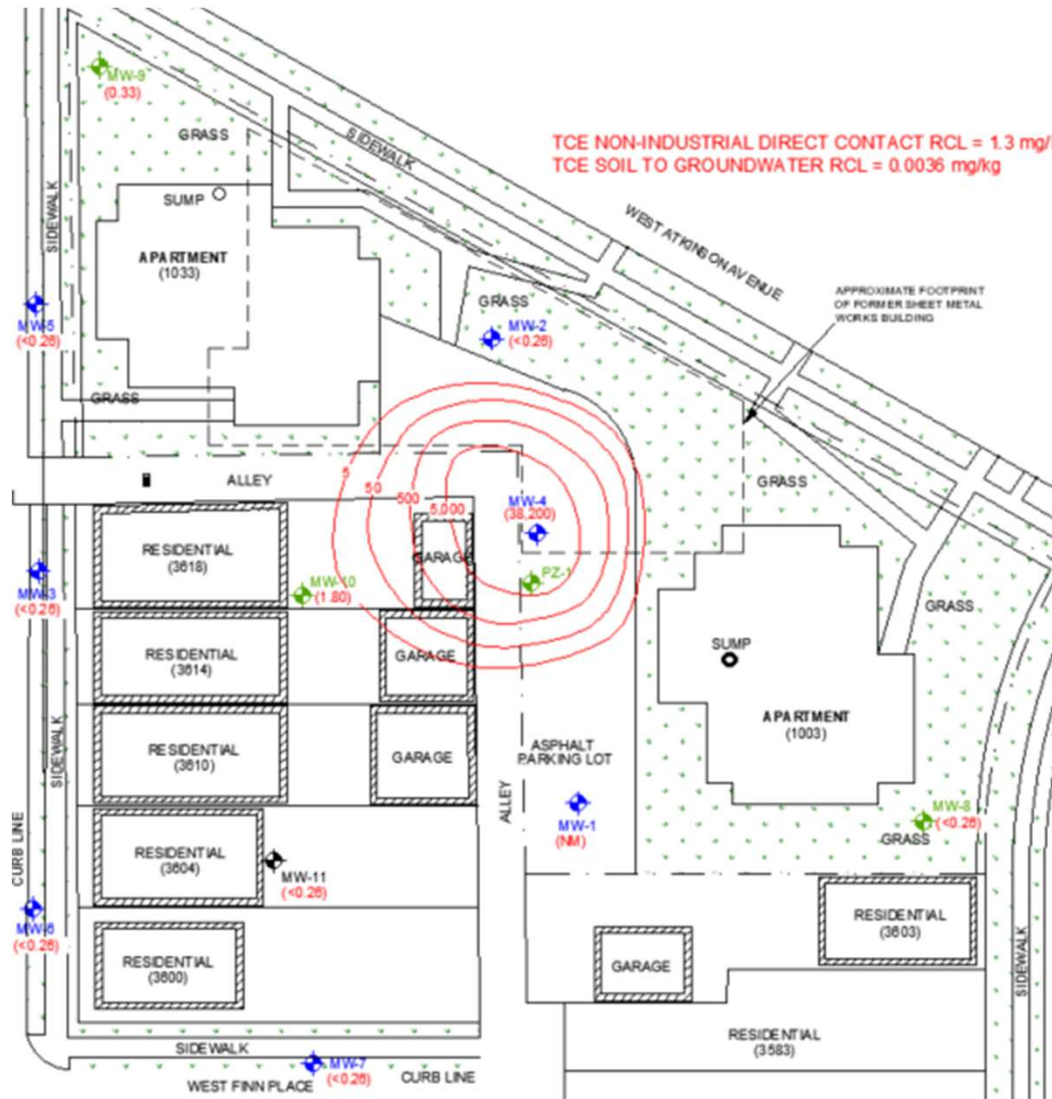 MW-9
(0.33)
GRASS
SIDEWALK
TCE NON-INDUSTRIAL DIRECT CONTACT RCL = 1.3 mg/
TCE SOIL TO GROUNDWATER RCL = 0.0036 mg/kg
SIDEWALK
SUMP
WEST ATKINSON AVENUE
APARTMENT
(1033)
APPROXIMATE FOOTPRINT
OF FORMER SHEET METAL
WORKS BUILDING
GRASS
MW-5
(<0.26)
MW-2
(<0.26)
GRASS
5
50
500
5,000
ALLEY
GRASS
MW-4
(38,200)
RESIDENTIAL
(3618)
GARAGE
PZ-1
MW-3
(<0.26)
MW-10
(1.80)
GRASS
RESIDENTIAL
(3614)
GARAGE
SUMP
APARTMENT
(1003)
SIDEWALK
RESIDENTIAL
(3610)
GARAGE
ASPHALT
PARKING LOT
ALLEY
MW-1
(NM)
MW-8
(<0.26)
GRASS
CURB LINE
RESIDENTIAL
(3604)
MW-11
(<0.26)
MW-6
(<0.26)
RESIDENTIAL
(3603)
RESIDENTIAL
(3600)
GARAGE
SIDEWALK
RESIDENTIAL
(3583)
SIDEWALK
MW-7
(<0.26)
CURB LINE
WEST FINN PLACE